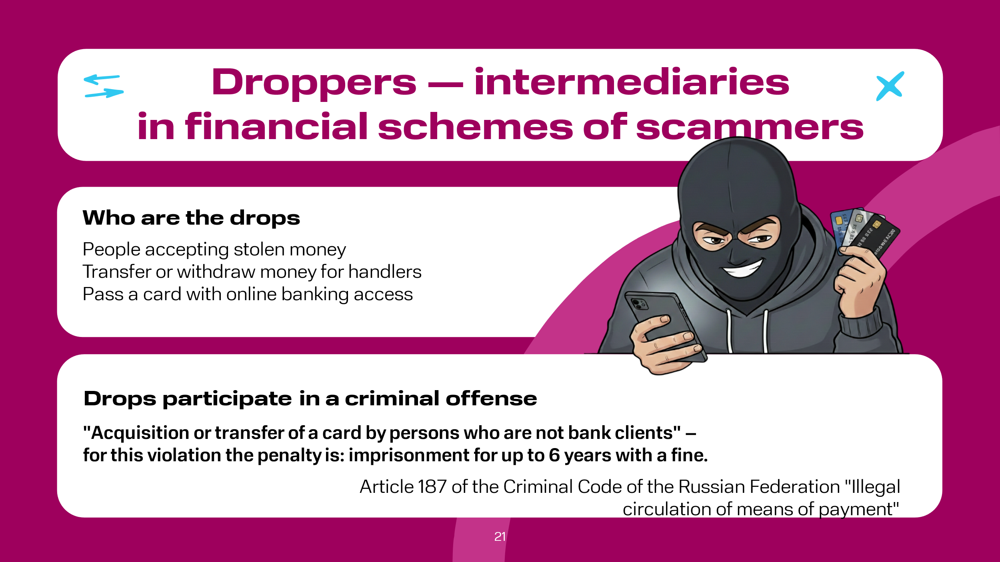 Droppers — intermediaries
in financial schemes of scammers
Who are the drops
People accepting stolen money
Transfer or withdraw money for handlers
Pass a card with online banking access
Drops participate in a criminal offense
"Acquisition or transfer of a card by persons who are not bank clients" –
for this violation the penalty is: imprisonment for up to 6 years with a fine.
Article 187 of the Criminal Code of the Russian Federation "Illegal
circulation of means of payment"
21